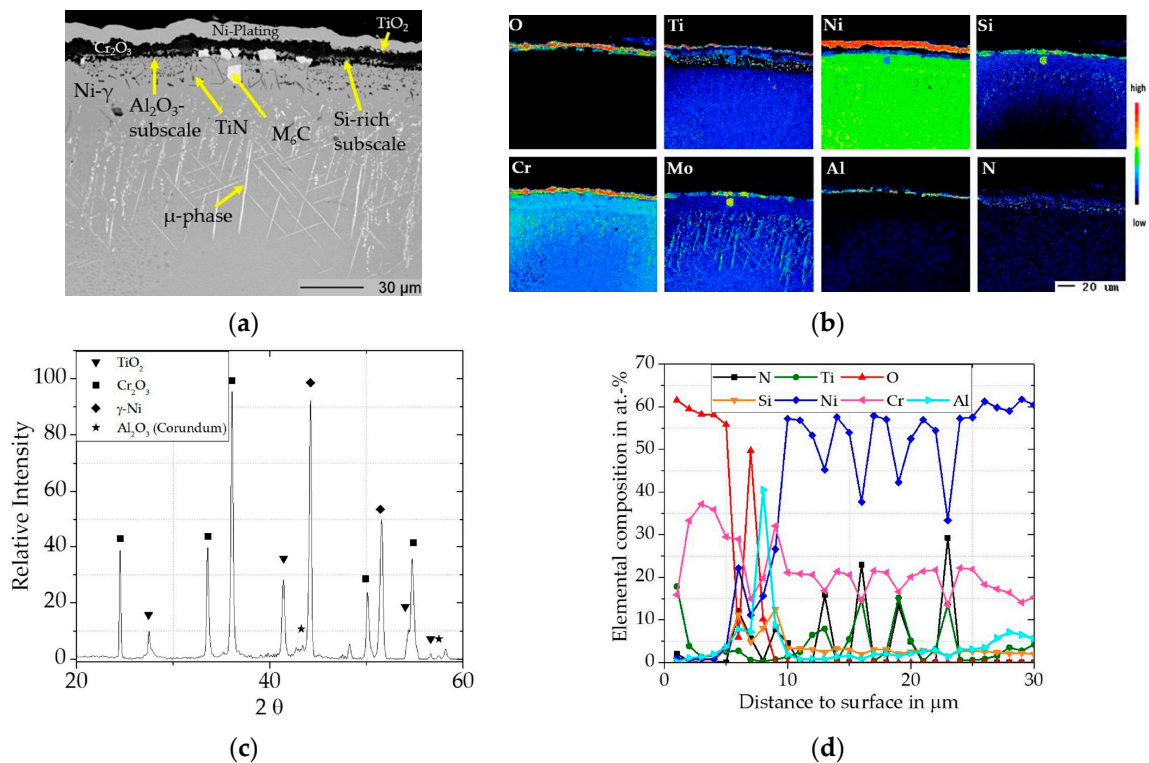 TiO₂
Ni-Plating
Cr₂O₃
Ni-γ
Al₂O₃-
subscale
TiN
M₆C
Si-rich
subscale
μ-phase
30 μm
(a)
O
Ti
Ni
Si
Cr
Mo
Al
N
high
low
20 um
(b)
TiO₂
Cr₂O₃
γ-Ni
Al₂O₃ (Corundum)
Relative Intensity
100
80
60
40
20
0
20 40 60
2 θ
(c)
N Ti O
Si Ni Cr Al
Elemental composition in at.-%
70
60
50
40
30
20
10
0
0 10 20 30
Distance to surface in μm
(d)